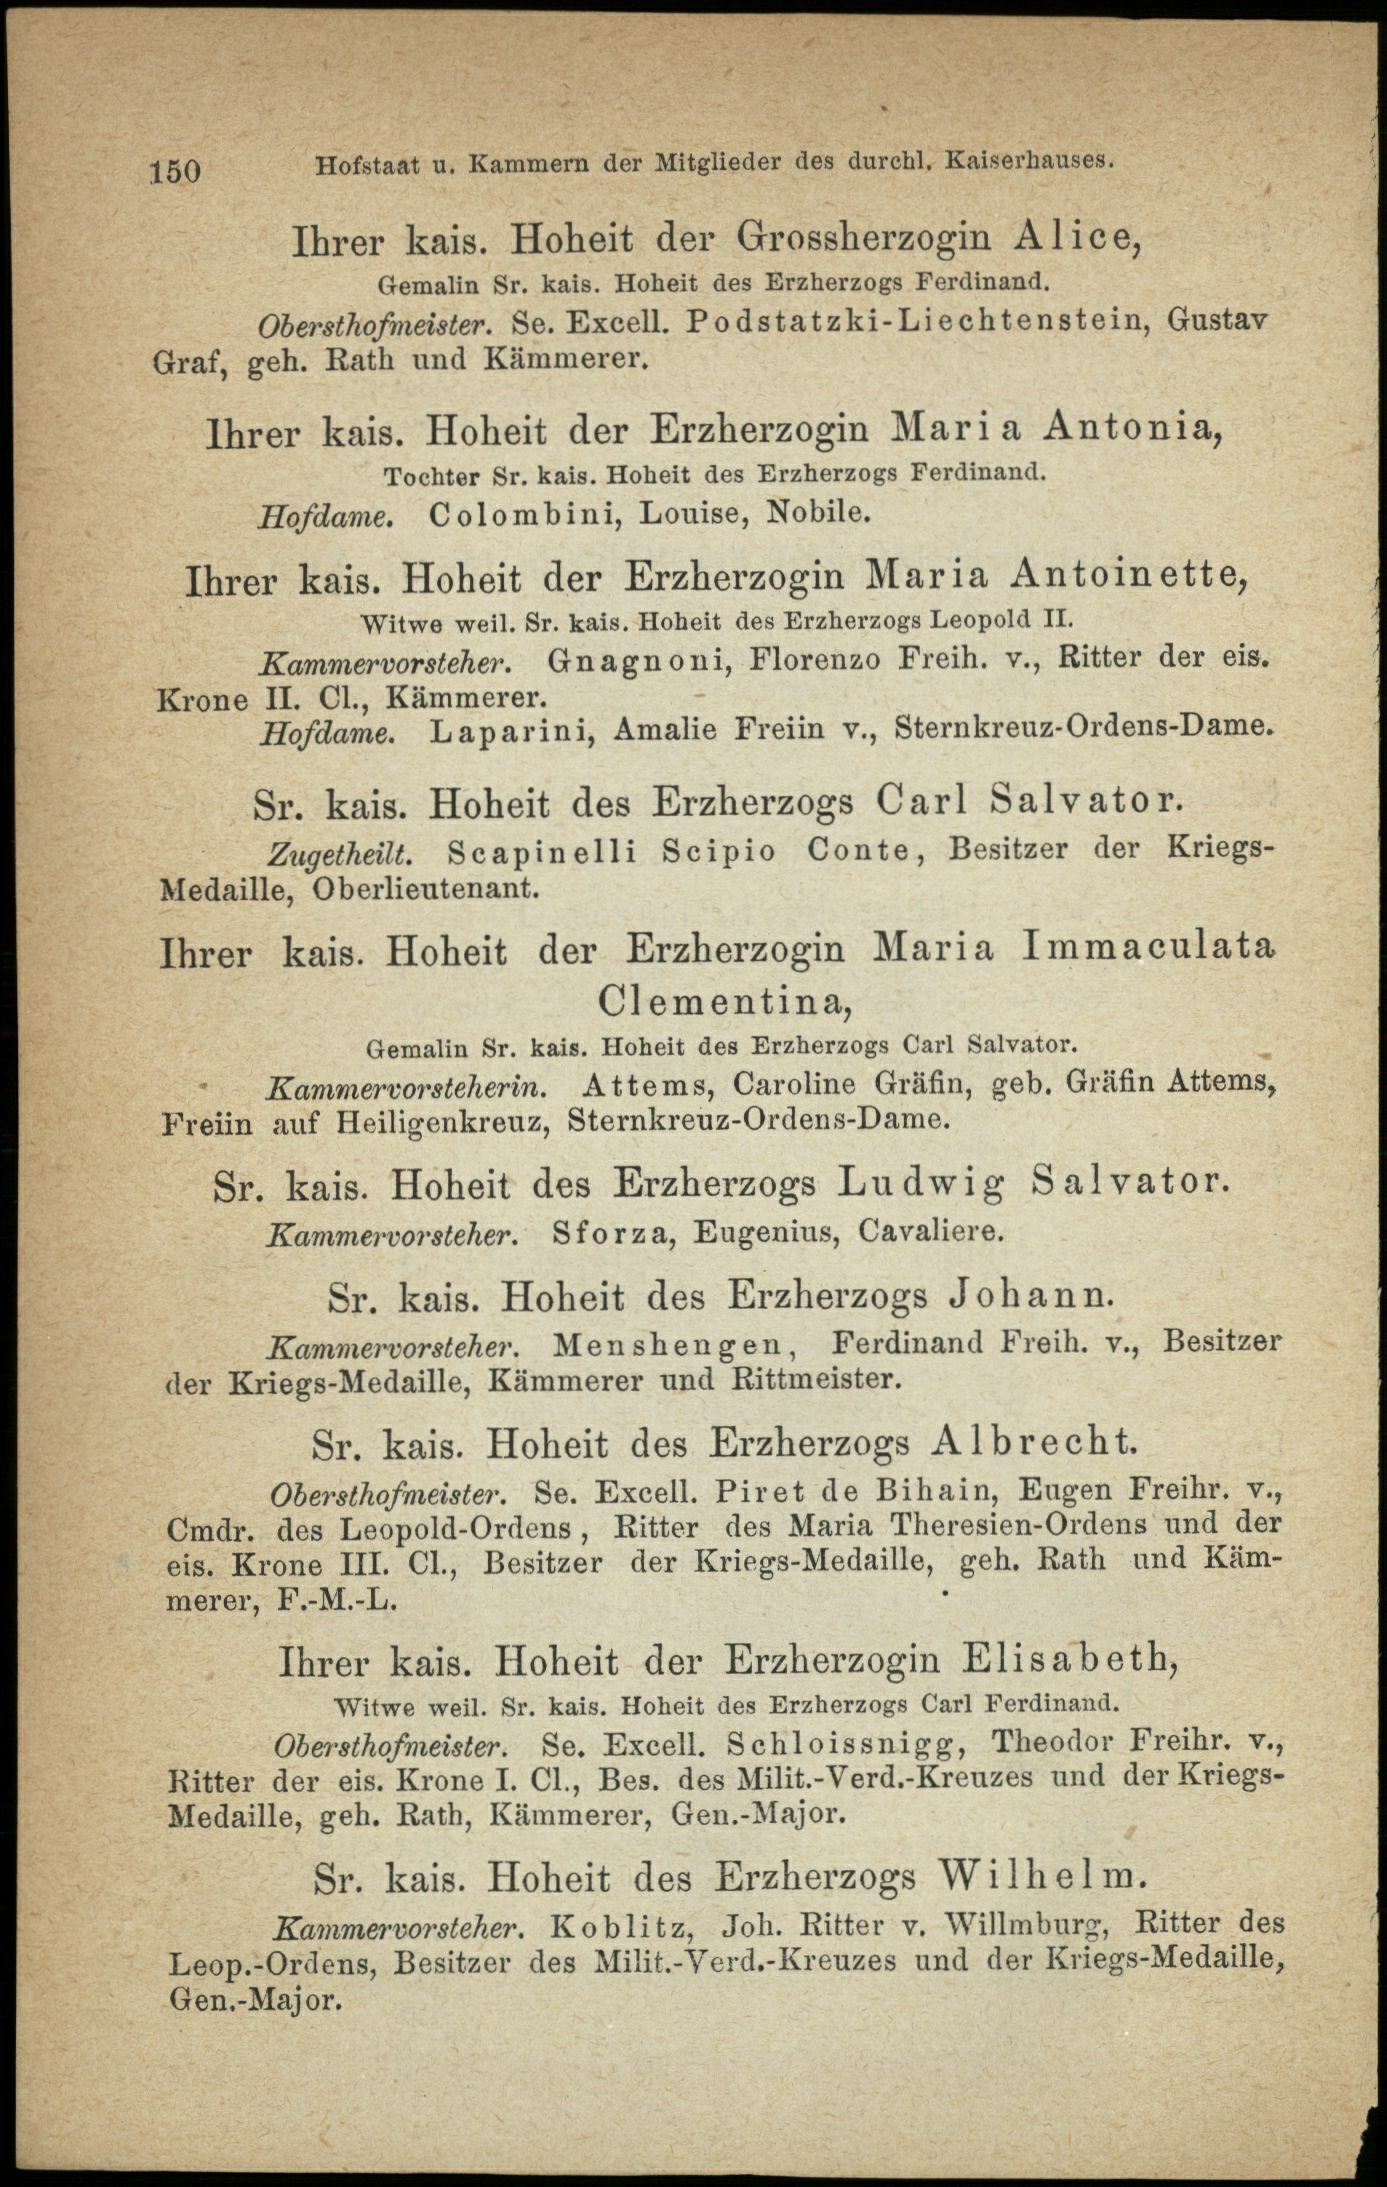 150 Hofstaat u. Kammern der Mitglieder des durchl. Kaiserhauses.
Ihrer kais. Hoheit der Grossherzogin Alice,
Gemalin Sr. kais. Hoheit des Erzherzogs Ferdinand.
Obersthofmeister. Se. Excell. Podstatzki-Liechtenstein, Gustav
Graf, geh. Rath und Kämmerer.
Ihrer kais. Hoheit der Erzherzogin Maria Antonia,
Tochter Sr. kais. Hoheit des Erzherzogs Ferdinand.
Hofdame. Colombini, Louise, Nobile.
Ihrer kais. Hoheit der Erzherzogin Maria Antoinette,
Witwe weil. Sr. kais. Hoheit des Erzherzogs Leopold II.
Kammervorsteher. Gnagnoni, Florenzo Freih. v., Ritter der eis.
Krone II. Cl., Kämmerer.
Hofdame. Laparini, Amalie Freiin v., Sternkreuz-Ordens-Dame.
Sr. kais. Hoheit des Erzherzogs Carl Salvator.
Zugetheilt. Scapinelli Scipio Conte, Besitzer der Kriegs-
Medaille, Oberlieutenant.
Ihrer kais. Hoheit der Erzherzogin Maria Immaculata
Clementina,
Gemalin Sr. kais. Hoheit des Erzherzogs Carl Salvator.
Kammervorsteherin. Attems, Caroline Gräfin, geb. Gräfin Attems,
Freiin auf Heiligenkreuz, Sternkreuz-Ordens-Dame.
Sr. kais. Hoheit des Erzherzogs Ludwig Salvator.
Kammervorsteher. Sforza, Eugenius, Cavaliere.
Sr. kais. Hoheit des Erzherzogs Johann.
Kammervorsteher. Menshengen, Ferdinand Freih. v., Besitzer
der Kriegs-Medaille, Kämmerer und Rittmeister.
Sr. kais. Hoheit des Erzherzogs Albrecht.
Obersthofmeister. Se. Excell. Piret de Bihain, Eugen Freihr. v.,
Cmdr. des Leopold-Ordens, Ritter des Maria Theresien-Ordens und der
eis. Krone III. Cl., Besitzer der Kriegs-Medaille, geh. Rath und Käm-
merer, F.-M.-L.
Ihrer kais. Hoheit der Erzherzogin Elisabeth,
Witwe weil. Sr. kais. Hoheit des Erzherzogs Carl Ferdinand.
Obersthofmeister. Se. Excell. Schloissnigg, Theodor Freihr. v.,
Ritter der eis. Krone I. Cl., Bes. des Milit.-Verd.-Kreuzes und der Kriegs-
Medaille, geh. Rath, Kämmerer, Gen.-Major.
Sr. kais. Hoheit des Erzherzogs Wilhelm.
Kammervorsteher. Koblitz, Joh. Ritter v. Willmburg, Ritter des
Leop.-Ordens, Besitzer des Milit.-Verd.-Kreuzes und der Kriegs-Medaille,
Gen.-Major.